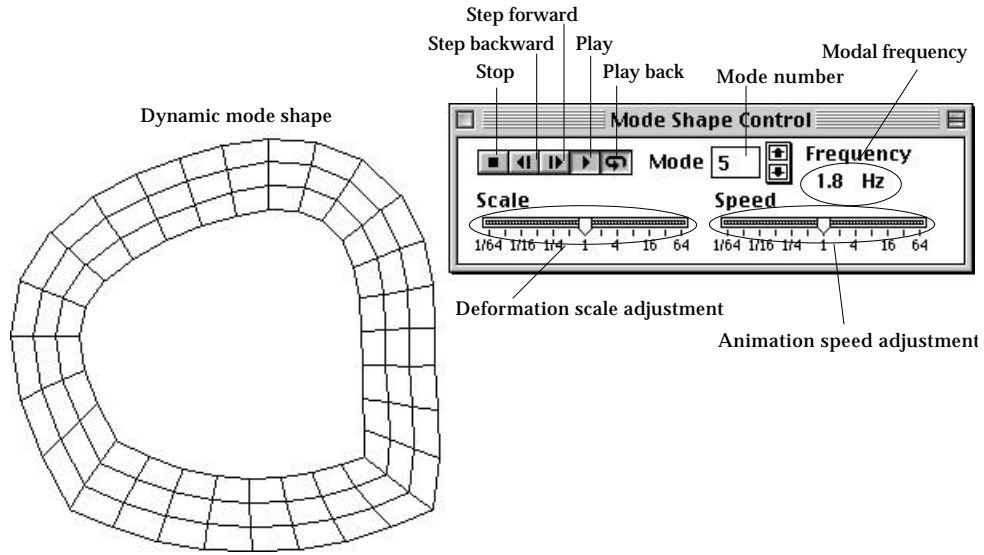 Step forward
Step backward
Play
Modal frequency
Stop
Play back
Mode number
Dynamic mode shape
Mode Shape Control
Mode 5
Frequency
1.8 Hz
Scale
Speed
1/64 1/16 1/4 1 4 16 64
1/64 1/16 1/4 1 4 16 64
Deformation scale adjustment
Animation speed adjustment